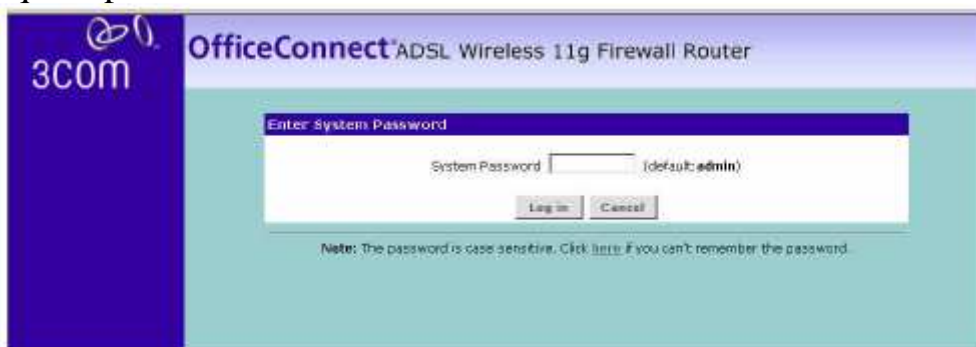 3COM
OfficeConnect® ADSL Wireless 11g Firewall Router
Enter System Password
System Password (default: admin)
Log in Cancel
Note: The password is case sensitive. Click here if you can't remember the password.